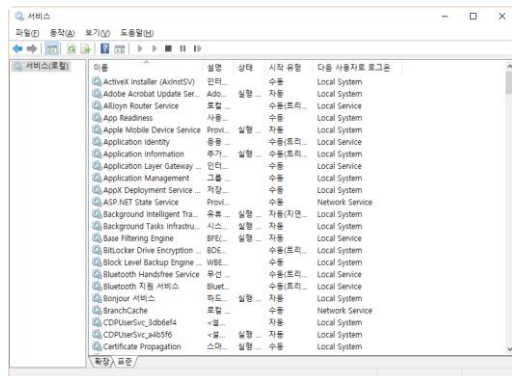 서비스
파일(F) 동작(A) 보기(V) 도움말(H)
서비스(로컬)
이름 설명 상태 시작 유형 다음 사용자로 로그온
ActiveX Installer (AxInstSV) 인터... 수동 Local System
Adobe Acrobat Update Ser... Ado... 실행 ... 자동 Local System
AllJoyn Router Service 로컬 ... 수동(트리... Local Service
App Readiness 사용... 수동 Local System
Apple Mobile Device Service Provi... 실행 ... 자동 Local System
Application Identity 응용 ... 수동(트리... Local Service
Application Information 추가... 실행 ... 수동(트리... Local System
Application Layer Gateway ... 인터... 수동 Local Service
Application Management 그룹 ... 수동 Local System
AppX Deployment Service ... 저장... 수동 Local System
ASP.NET State Service Provi... 수동 Network Service
Background Intelligent Tra... 유휴 ... 실행 ... 자동(지연... Local System
Background Tasks Infrastru... 시스... 실행 ... 자동 Local System
Base Filtering Engine BFE(... 실행 ... 자동 Local Service
BitLocker Drive Encryption ... BDE... 수동(트리... Local System
Block Level Backup Engine ... WBE... 수동 Local System
Bluetooth Handsfree Service 무선 ... 수동(트리... Local Service
Bluetooth 지원 서비스 Bluet... 수동(트리... Local Service
Bonjour 서비스 하드... 실행 ... 자동 Local System
BranchCache 로컬 ... 수동 Network Service
CDPUserSvc_3db6ef4 <설... 자동 Local System
CDPUserSvc_a4b5f6 <설... 실행 ... 자동 Local System
Certificate Propagation 스마... 실행 ... 수동 Local System
확장 표준